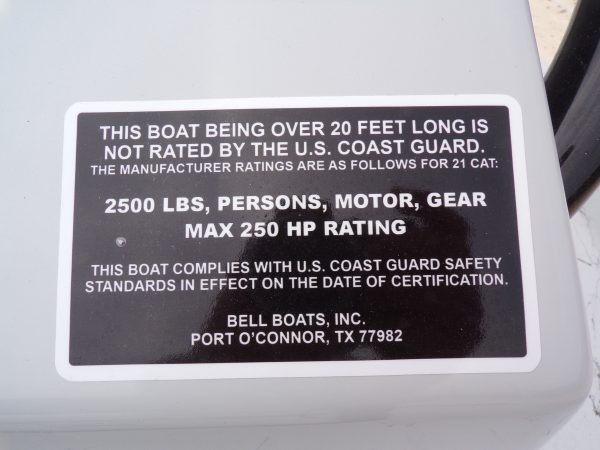 THIS BOAT BEING OVER 20 FEET LONG IS
NOT RATED BY THE U.S. COAST GUARD.
THE MANUFACTURER RATINGS ARE AS FOLLOWS FOR 21 CAT:
2500 LBS, PERSONS, MOTOR, GEAR
MAX 250 HP RATING
THIS BOAT COMPLIES WITH U.S. COAST GUARD SAFETY
STANDARDS IN EFFECT ON THE DATE OF CERTIFICATION.
BELL BOATS, INC.
PORT O'CONNOR, TX 77982